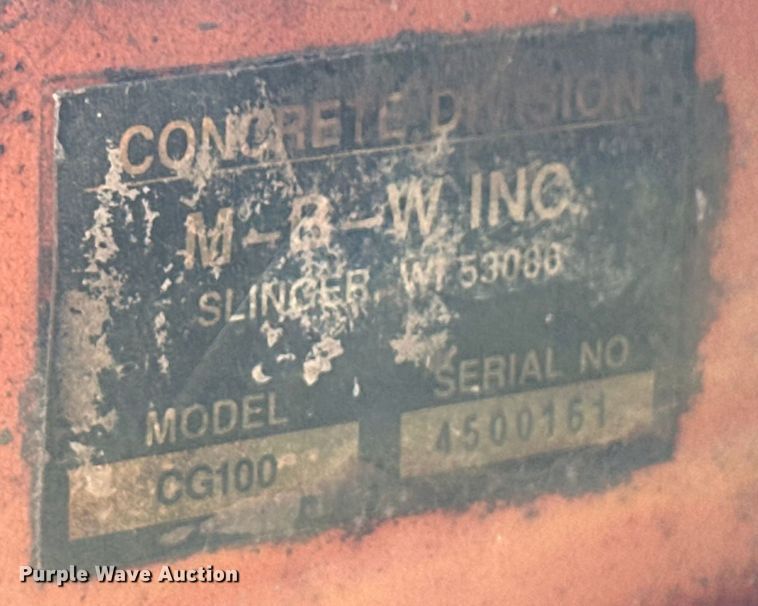 CONCRETE DIVISION
M-B-W INC
SLINGER, WI 53086
MODEL SERIAL NO
CG100 4500161
Purple Wave Auction